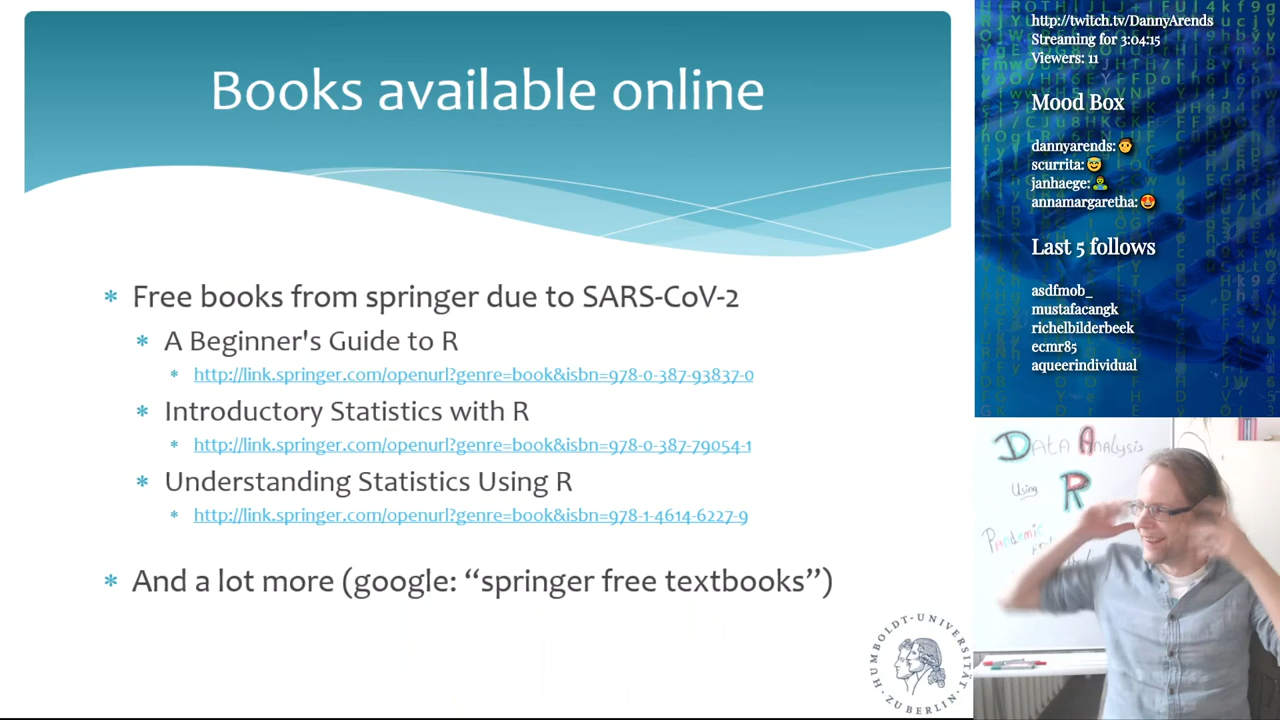 Books available online
Free books from springer due to SARS-CoV-2
A Beginner's Guide to R
http://link.springer.com/openurl?genre=book&isbn=978-0-387-93837-0
Introductory Statistics with R
http://link.springer.com/openurl?genre=book&isbn=978-0-387-79054-1
Understanding Statistics Using R
http://link.springer.com/openurl?genre=book&isbn=978-1-4614-6227-9
And a lot more (google: “springer free textbooks”)
HUMBOLDT-UNIVERSITÄT
ZU BERLIN
http://twitch.tv/DannyArends
Streaming for 3:04:15
Viewers: 11
Mood Box
dannyarends:
scurrita:
janhaege:
annamargaretha:
Last 5 follows
asdfmob_
mustafacangk
richelbilderbeek
ecmr85
aqueerindividual
DATA ANAlysis
Using
R
Pandemic